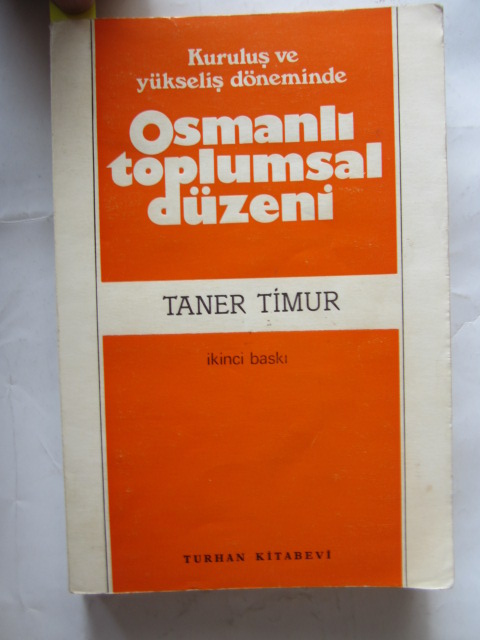 Kuruluş ve
yükseliş döneminde
Osmanlı
toplumsal
düzeni
TANER TİMUR
ikinci baskı
TURHAN KİTABEVİ